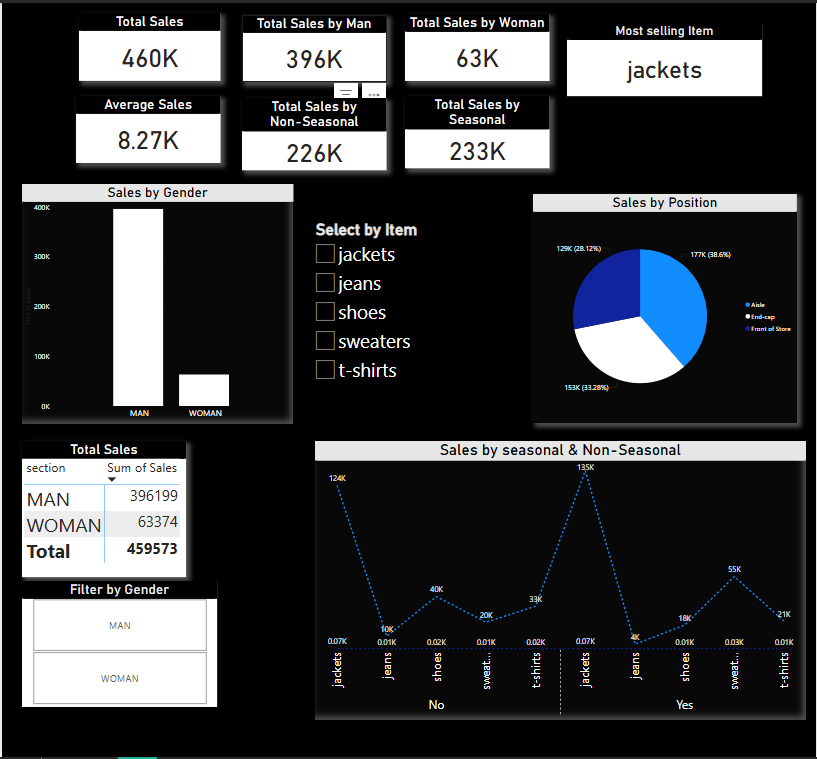 Total Sales
460K
Total Sales by Man
396K
Total Sales by Woman
63K
Most selling Item
jackets
Average Sales
8.27K
Total Sales by
Non-Seasonal
226K
Total Sales by
Seasonal
233K
Sales by Gender
400K
300K
200K
100K
0K
MAN
WOMAN
Select by Item
jackets
jeans
shoes
sweaters
t-shirts
Sales by Position
129K (28.12%)
177K (38.6%)
153K (33.28%)
Aisle
End-cap
Front of Store
Total Sales
section Sum of Sales
MAN 396199
WOMAN 63374
Total 459573
Filter by Gender
MAN
WOMAN
Sales by seasonal & Non-Seasonal
124K 10K 40K 20K 33K 135K 4K 18K 55K 21K
0.07K 0.01K 0.02K 0.01K 0.02K 0.07K 0.01K 0.01K 0.03K 0.01K
jackets jeans shoes sweat... t-shirts jackets jeans shoes sweat... t-shirts
No Yes